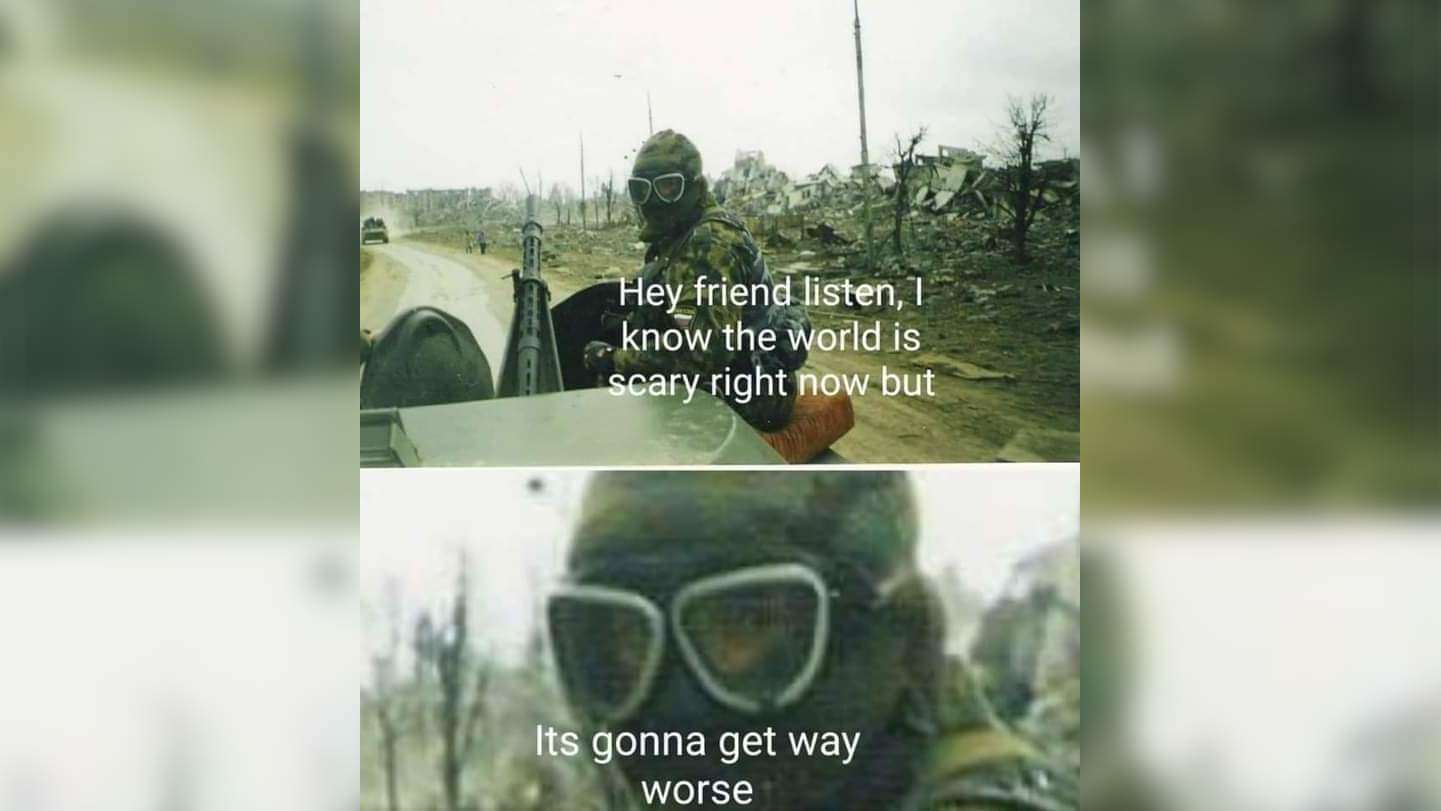 Hey friend listen, I
know the world is
scary right now but
Its gonna get way
worse